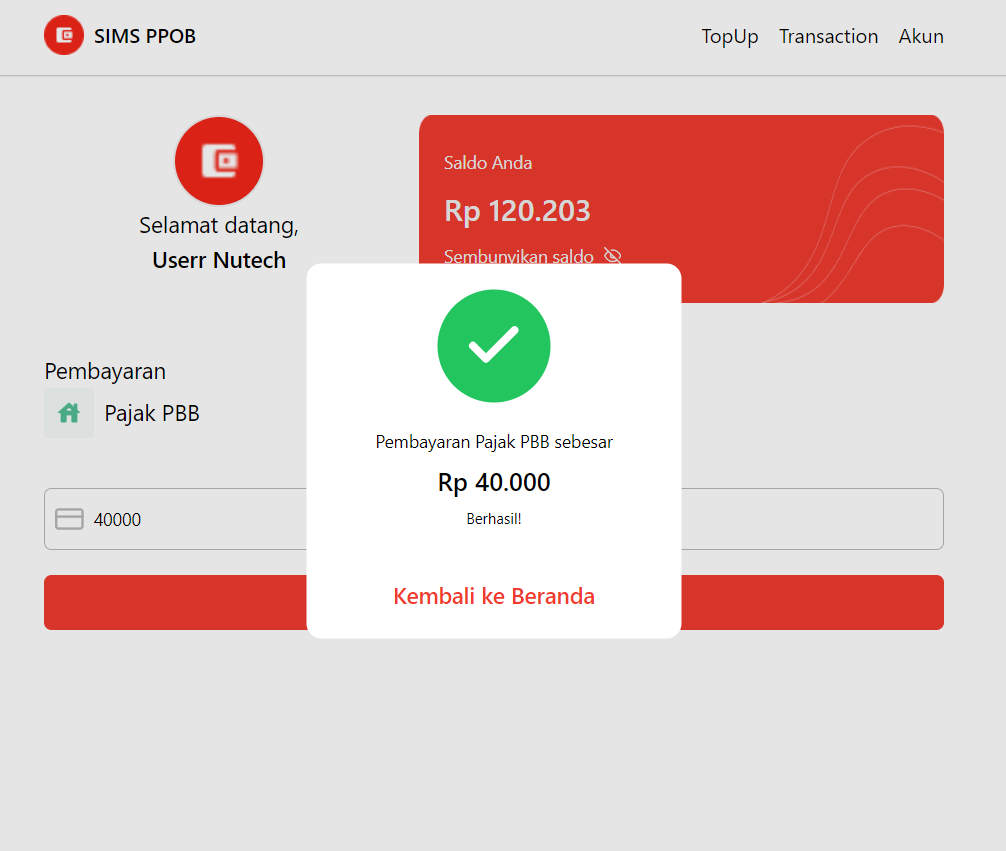 SIMS PPOB
TopUp Transaction Akun
Selamat datang,
Userr Nutech
Saldo Anda
Rp 120.203
Sembunyikan saldo
Pembayaran
Pajak PBB
40000
Pembayaran Pajak PBB sebesar
Rp 40.000
Berhasil!
Kembali ke Beranda